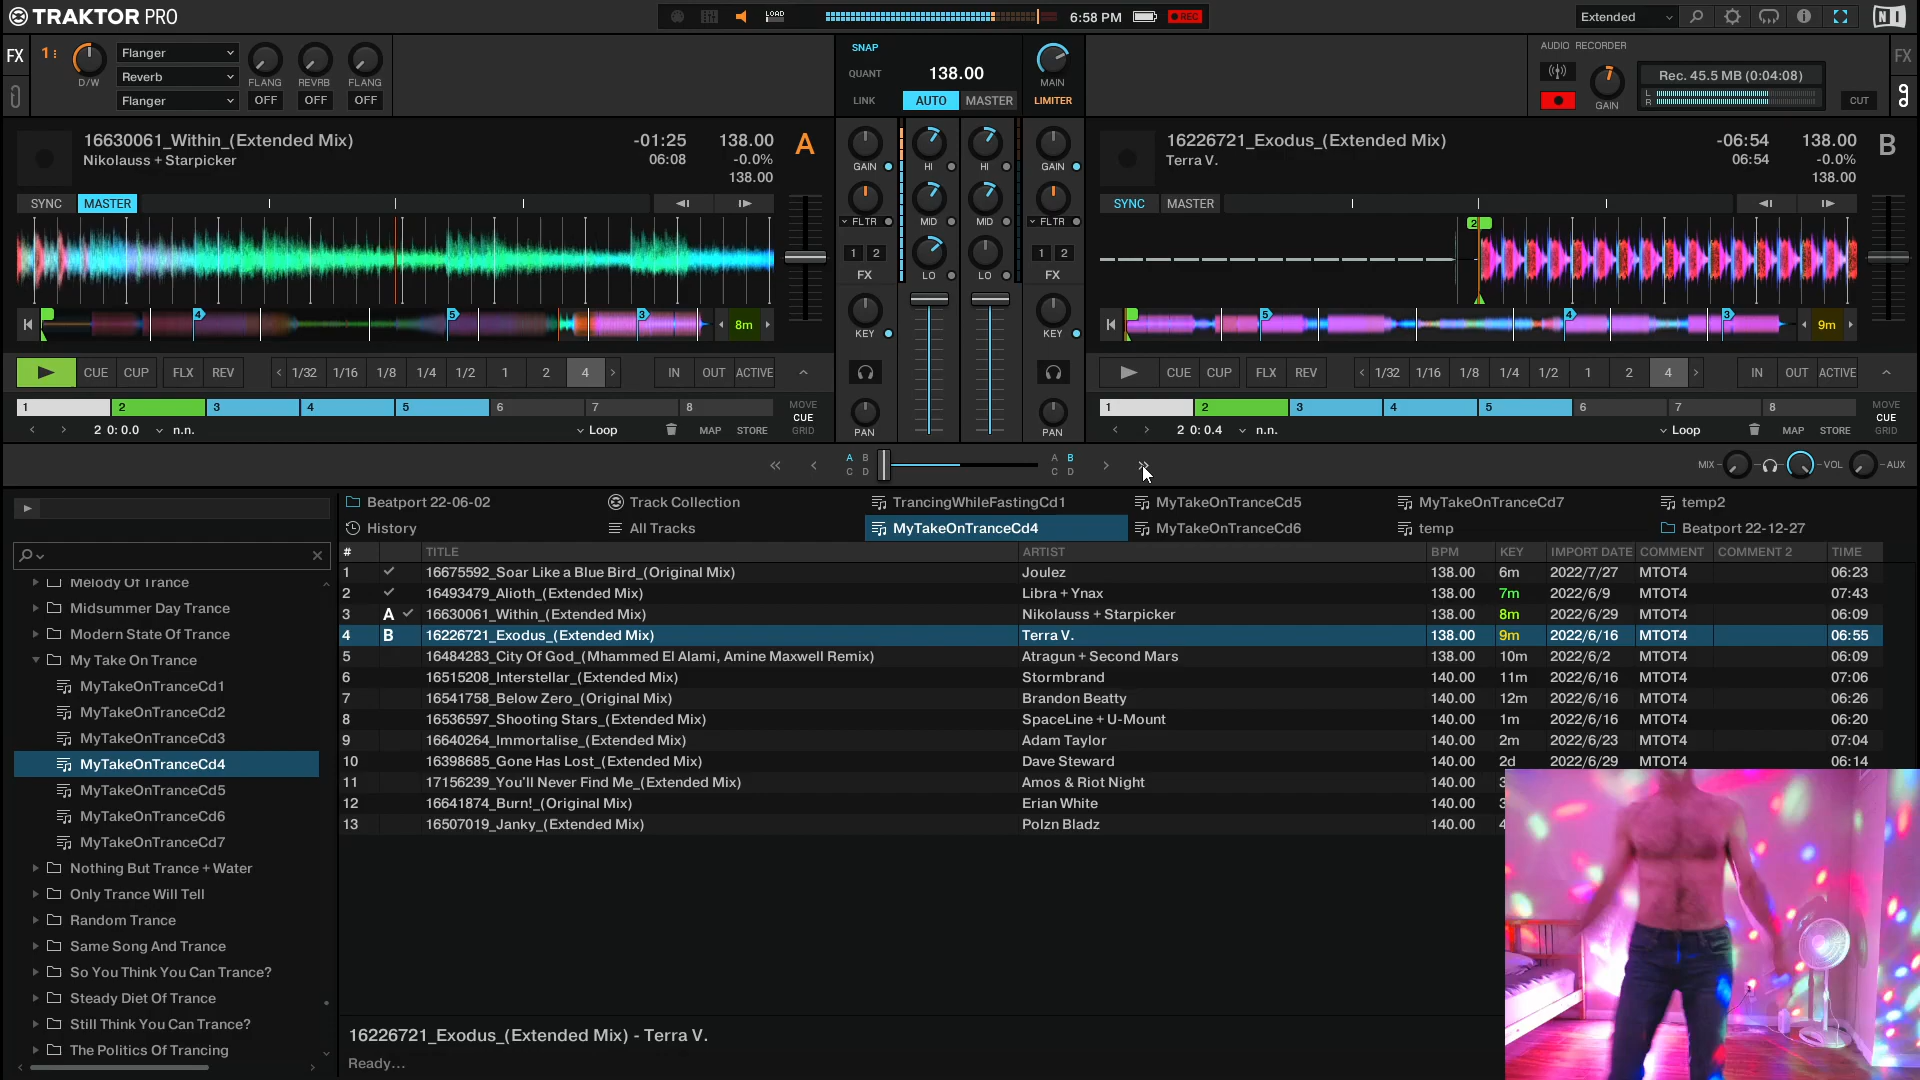 TRAKTOR PRO
LOAD
6:58 PM
REC
Extended
FX
1
D/W
Flanger
Reverb
Flanger
FLANG
REVRB
FLANG
OFF
OFF
OFF
SNAP
QUANT
138.00
LINK
AUTO
MASTER
MAIN
LIMITER
AUDIO RECORDER
GAIN
Rec. 45.5 MB (0:04:08)
L
R
CUT
FX
16630061_Within_(Extended Mix)
Nikolauss + Starpicker
-01:25
06:08
138.00
-0.0%
138.00
A
SYNC
MASTER
4
5
3
8m
CUE
CUP
FLX
REV
1/32
1/16
1/8
1/4
1/2
1
2
4
IN
OUT
ACTIVE
1
2
3
4
5
6
7
8
MOVE
CUE
GRID
2 0: 0.0
n.n.
Loop
MAP
STORE
GAIN
HI
HI
GAIN
FLTR
MID
MID
FLTR
1
2
1
2
FX
LO
LO
FX
KEY
KEY
PAN
PAN
16226721_Exodus_(Extended Mix)
Terra V.
-06:54
06:54
138.00
-0.0%
138.00
B
SYNC
MASTER
2
5
4
3
9m
CUE
CUP
FLX
REV
1/32
1/16
1/8
1/4
1/2
1
2
4
IN
OUT
ACTIVE
1
2
3
4
5
6
7
8
MOVE
CUE
GRID
2 0: 0.4
n.n.
Loop
MAP
STORE
A B
C D
A B
C D
MIX
VOL
AUX
Beatport 22-06-02
Track Collection
TrancingWhileFastingCd1
MyTakeOnTranceCd5
MyTakeOnTranceCd7
temp2
History
All Tracks
MyTakeOnTranceCd4
MyTakeOnTranceCd6
temp
Beatport 22-12-27
Melody Of Trance
Midsummer Day Trance
Modern State Of Trance
My Take On Trance
MyTakeOnTranceCd1
MyTakeOnTranceCd2
MyTakeOnTranceCd3
MyTakeOnTranceCd4
MyTakeOnTranceCd5
MyTakeOnTranceCd6
MyTakeOnTranceCd7
Nothing But Trance + Water
Only Trance Will Tell
Random Trance
Same Song And Trance
So You Think You Can Trance?
Steady Diet Of Trance
Still Think You Can Trance?
The Politics Of Trancing
# TITLE ARTIST BPM KEY IMPORT DATE COMMENT COMMENT 2 TIME
1 16675592_Soar Like a Blue Bird_(Original Mix) Joulez 138.00 6m 2022/7/27 MTOT4 06:23
2 16493479_Alioth_(Extended Mix) Libra + Ynax 138.00 7m 2022/6/9 MTOT4 07:43
3 A 16630061_Within_(Extended Mix) Nikolauss + Starpicker 138.00 8m 2022/6/29 MTOT4 06:09
4 B 16226721_Exodus_(Extended Mix) Terra V. 138.00 9m 2022/6/16 MTOT4 06:55
5 16484283_City Of God_(Mhammed El Alami, Amine Maxwell Remix) Atragun + Second Mars 138.00 10m 2022/6/2 MTOT4 06:09
6 16515208_Interstellar_(Extended Mix) Stormbrand 140.00 11m 2022/6/16 MTOT4 07:06
7 16541758_Below Zero_(Original Mix) Brandon Beatty 140.00 12m 2022/6/16 MTOT4 06:26
8 16536597_Shooting Stars_(Extended Mix) SpaceLine + U-Mount 140.00 1m 2022/6/16 MTOT4 06:20
9 16640264_Immortalise_(Extended Mix) Adam Taylor 140.00 2m 2022/6/23 MTOT4 07:04
10 16398685_Gone Has Lost_(Extended Mix) Dave Steward 140.00 2d 2022/6/29 MTOT4 06:14
11 17156239_You'll Never Find Me_(Extended Mix) Amos & Riot Night 140.00
12 16641874_Burn!_(Original Mix) Erian White 140.00
13 16507019_Janky_(Extended Mix) Polzn Bladz 140.00
16226721_Exodus_(Extended Mix) - Terra V.
Ready...